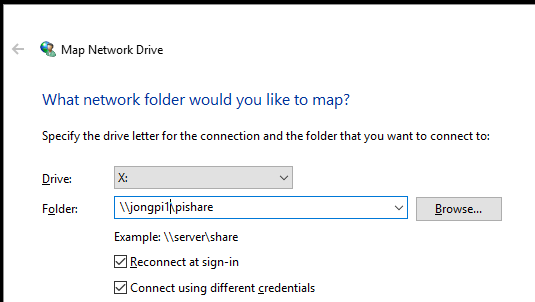 Map Network Drive
What network folder would you like to map?
Specify the drive letter for the connection and the folder that you want to connect to:
Drive: X:
Folder: \\jongpi1\pishare Browse...
Example: \\server\share
Reconnect at sign-in
Connect using different credentials